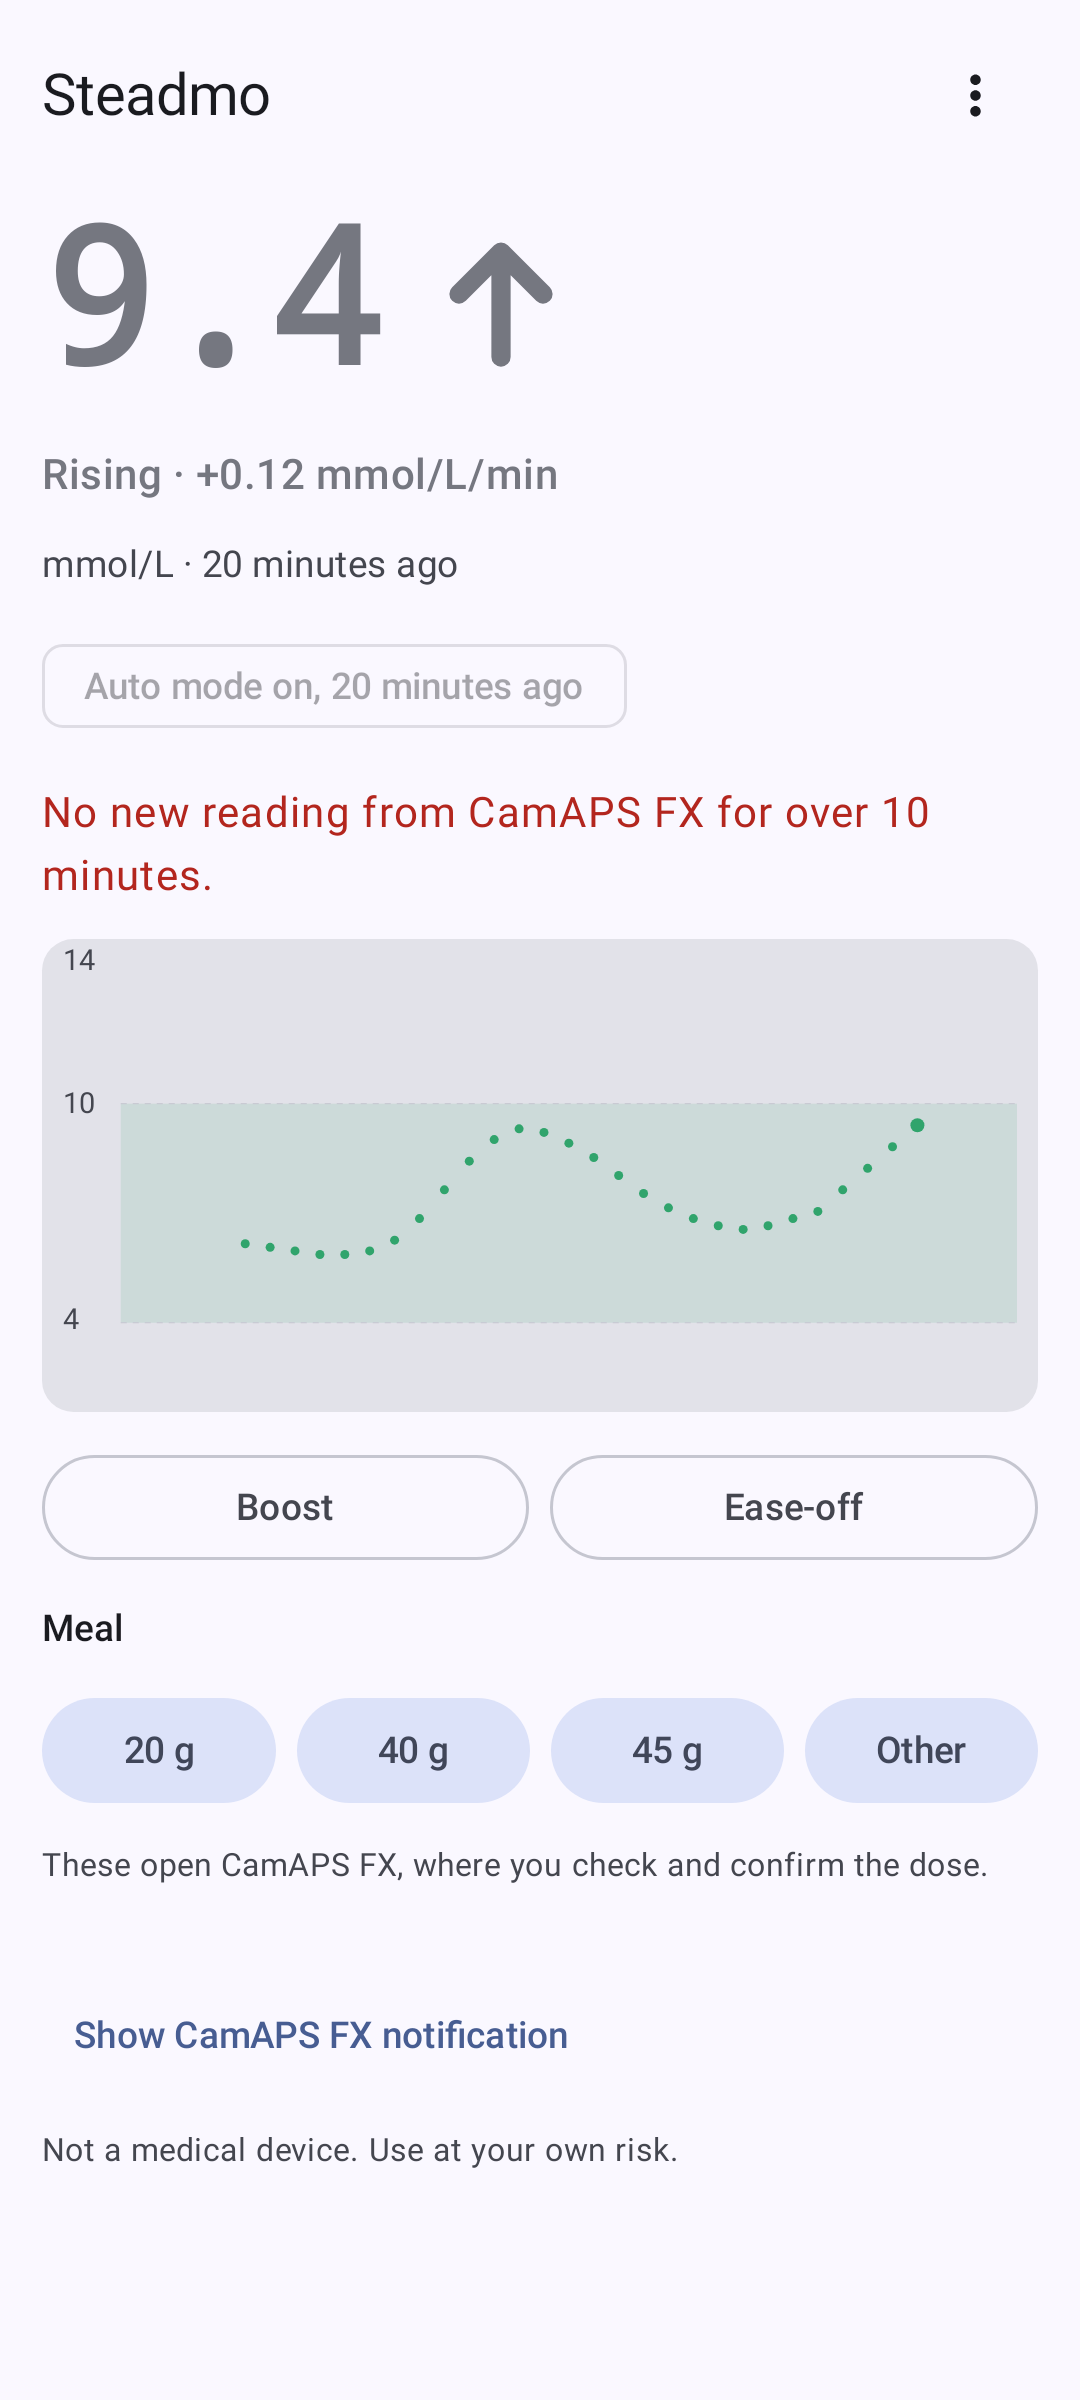 Steadmo
9.4
Rising · +0.12 mmol/L/min
mmol/L · 20 minutes ago
Auto mode on, 20 minutes ago
No new reading from CamAPS FX for over 10
minutes.
14
10
4
Boost
Ease-off
Meal
20 g
40 g
45 g
Other
These open CamAPS FX, where you check and confirm the dose.
Show CamAPS FX notification
Not a medical device. Use at your own risk.